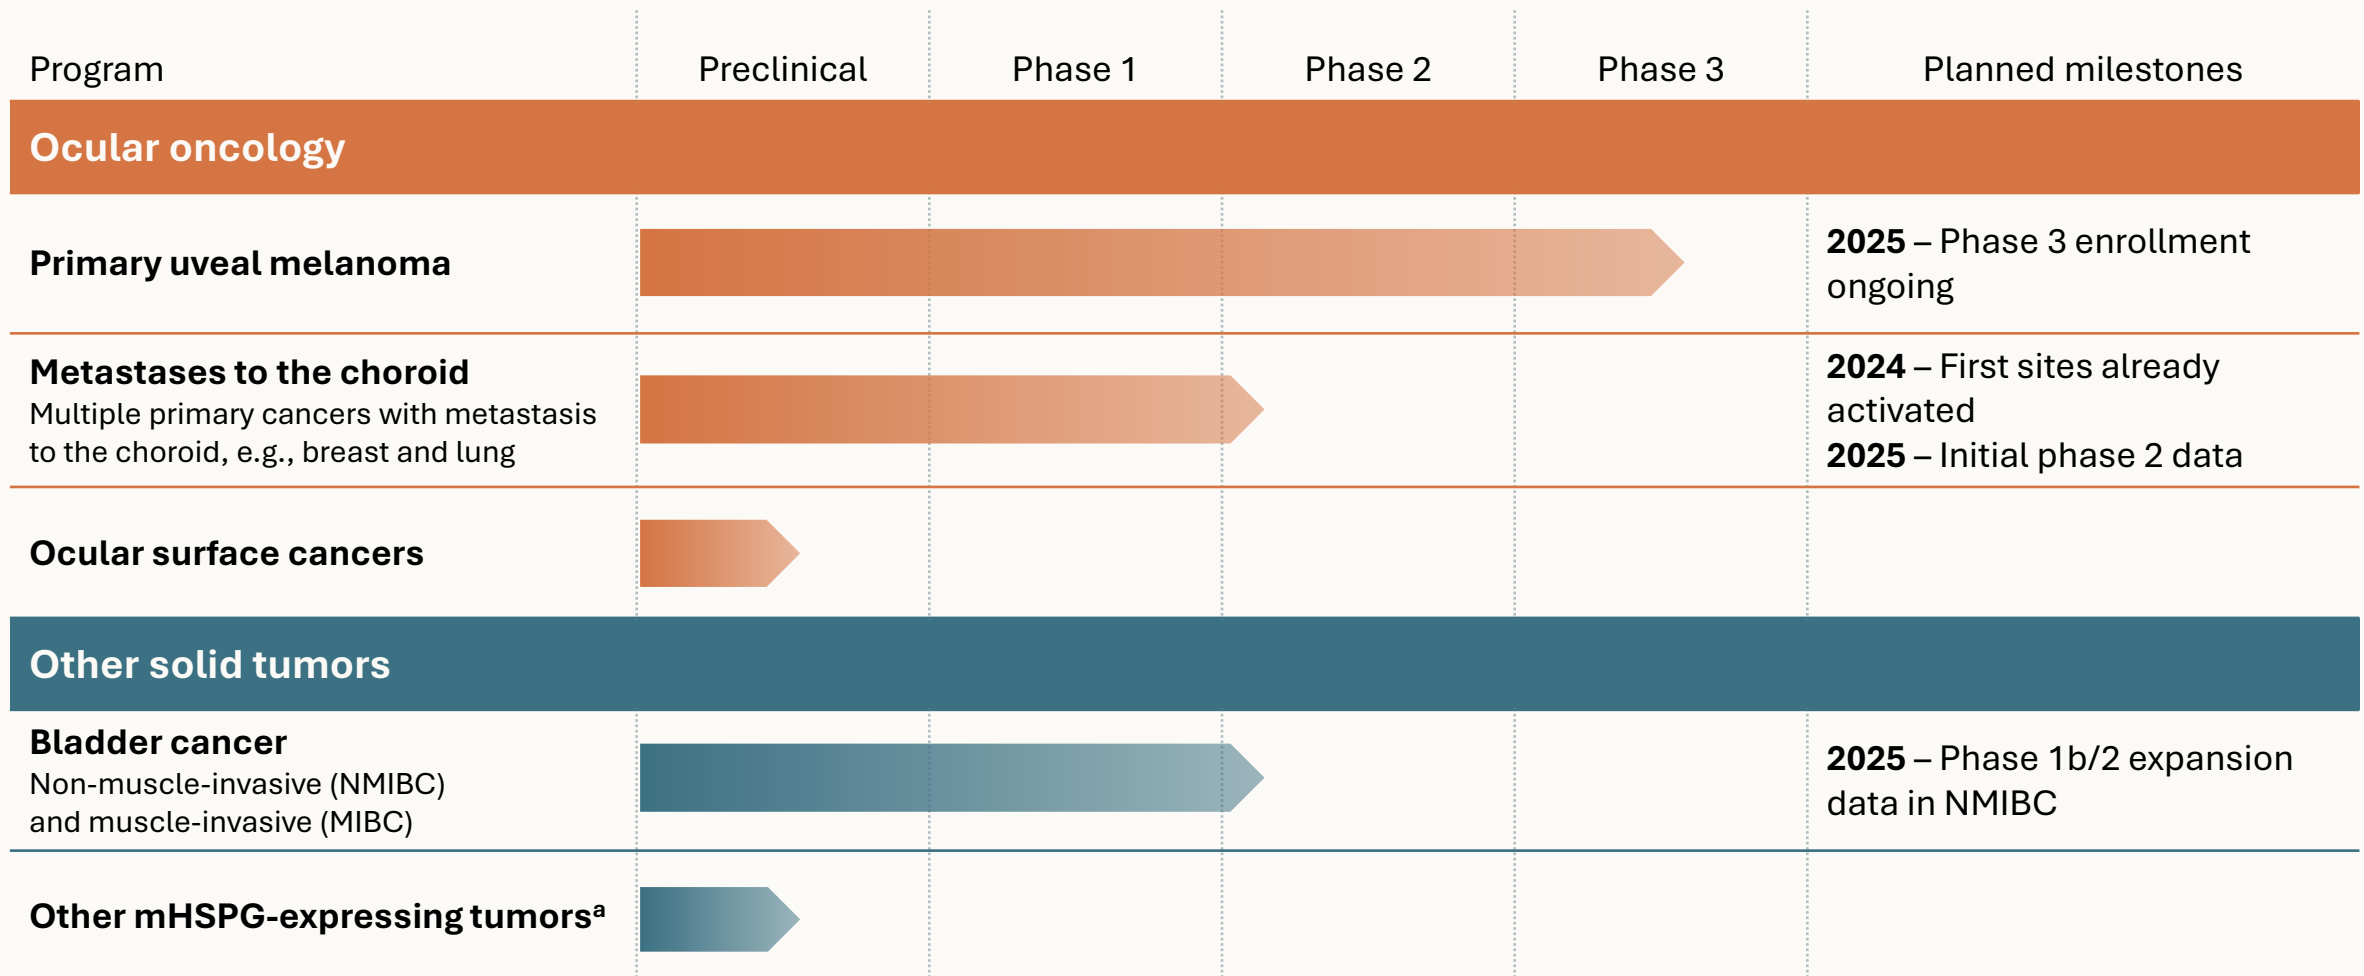 Program Preclinical Phase 1 Phase 2 Phase 3 Planned milestones
Ocular oncology
Primary uveal melanoma
2025 – Phase 3 enrollment
ongoing
Metastases to the choroid
Multiple primary cancers with metastasis
to the choroid, e.g., breast and lung
2024 – First sites already
activated
2025 – Initial phase 2 data
Ocular surface cancers
Other solid tumors
Bladder cancer
Non-muscle-invasive (NMIBC)
and muscle-invasive (MIBC)
2025 – Phase 1b/2 expansion
data in NMIBC
Other mHSPG-expressing tumorsᵃ